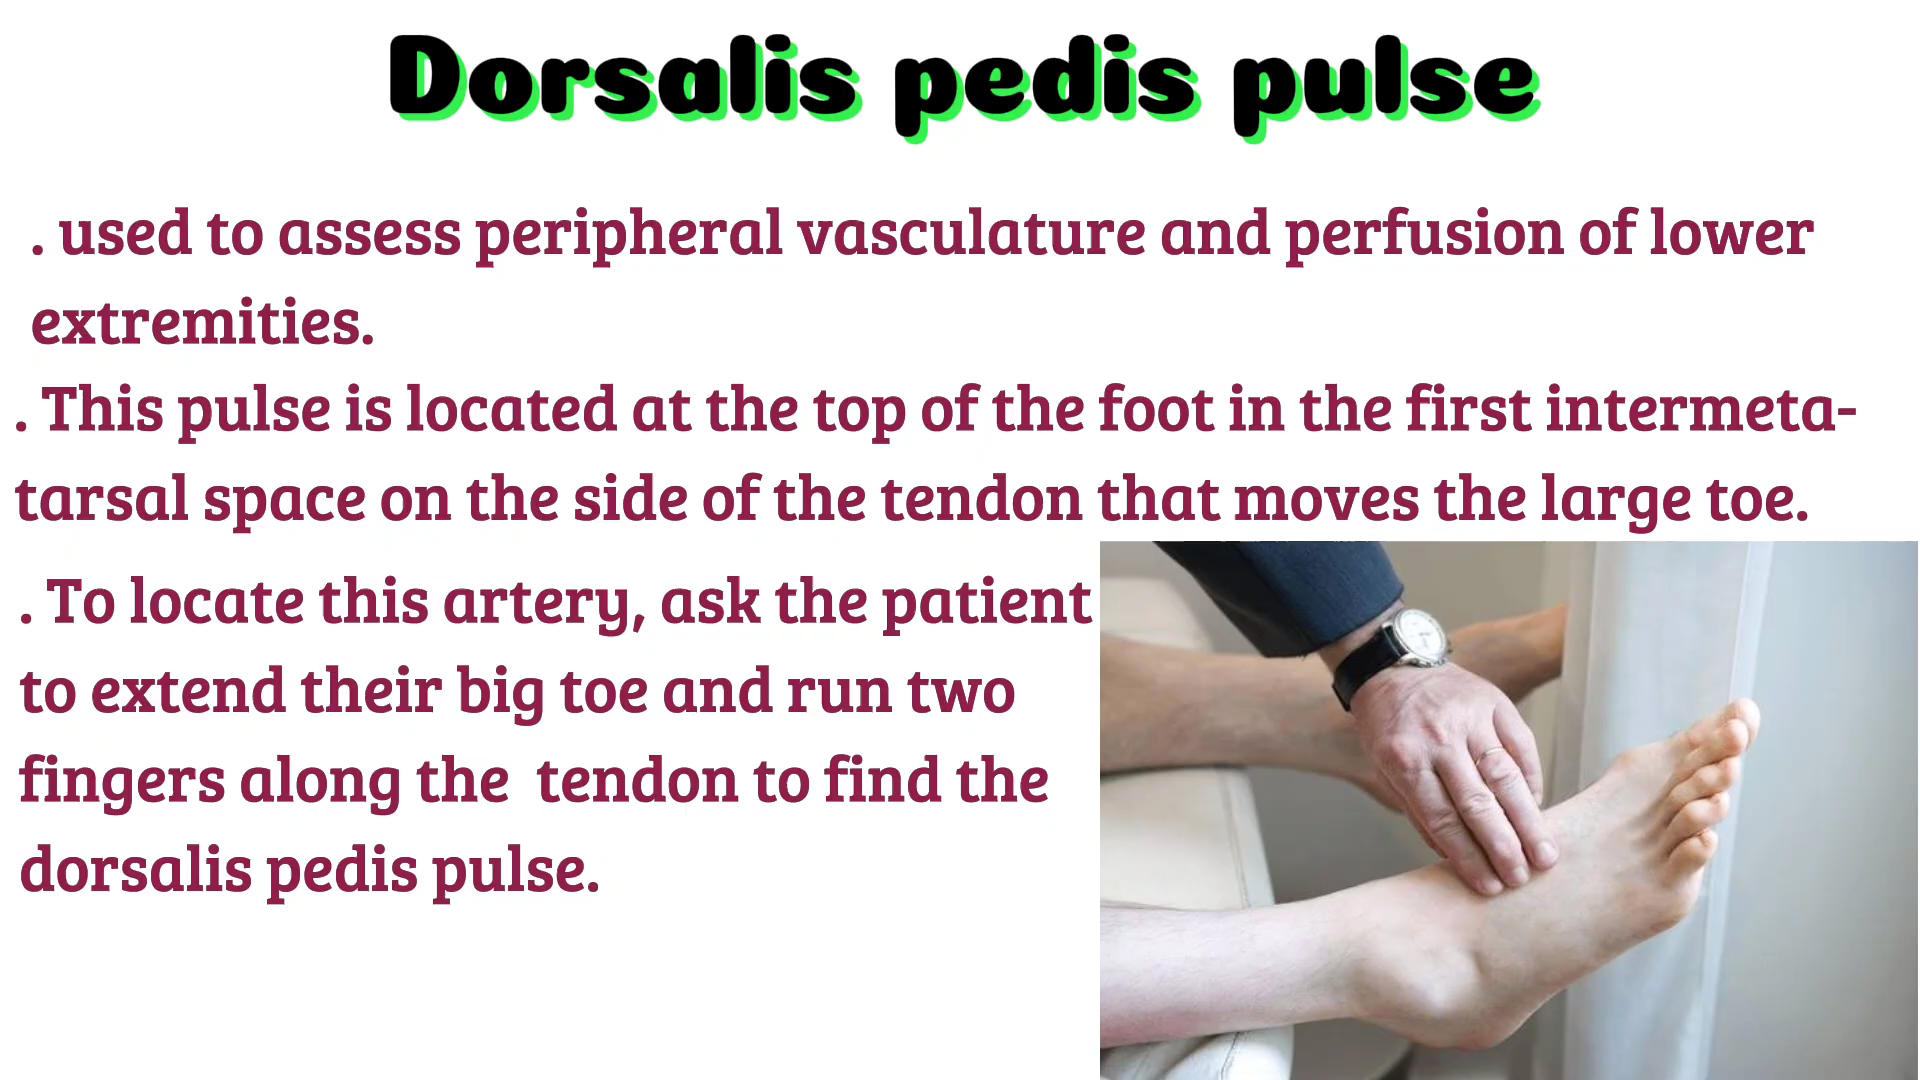 Dorsalis pedis pulse
. used to assess peripheral vasculature and perfusion of lower
extremities.
. This pulse is located at the top of the foot in the first intermeta-
tarsal space on the side of the tendon that moves the large toe.
. To locate this artery, ask the patient
to extend their big toe and run two
fingers along the  tendon to find the
dorsalis pedis pulse.